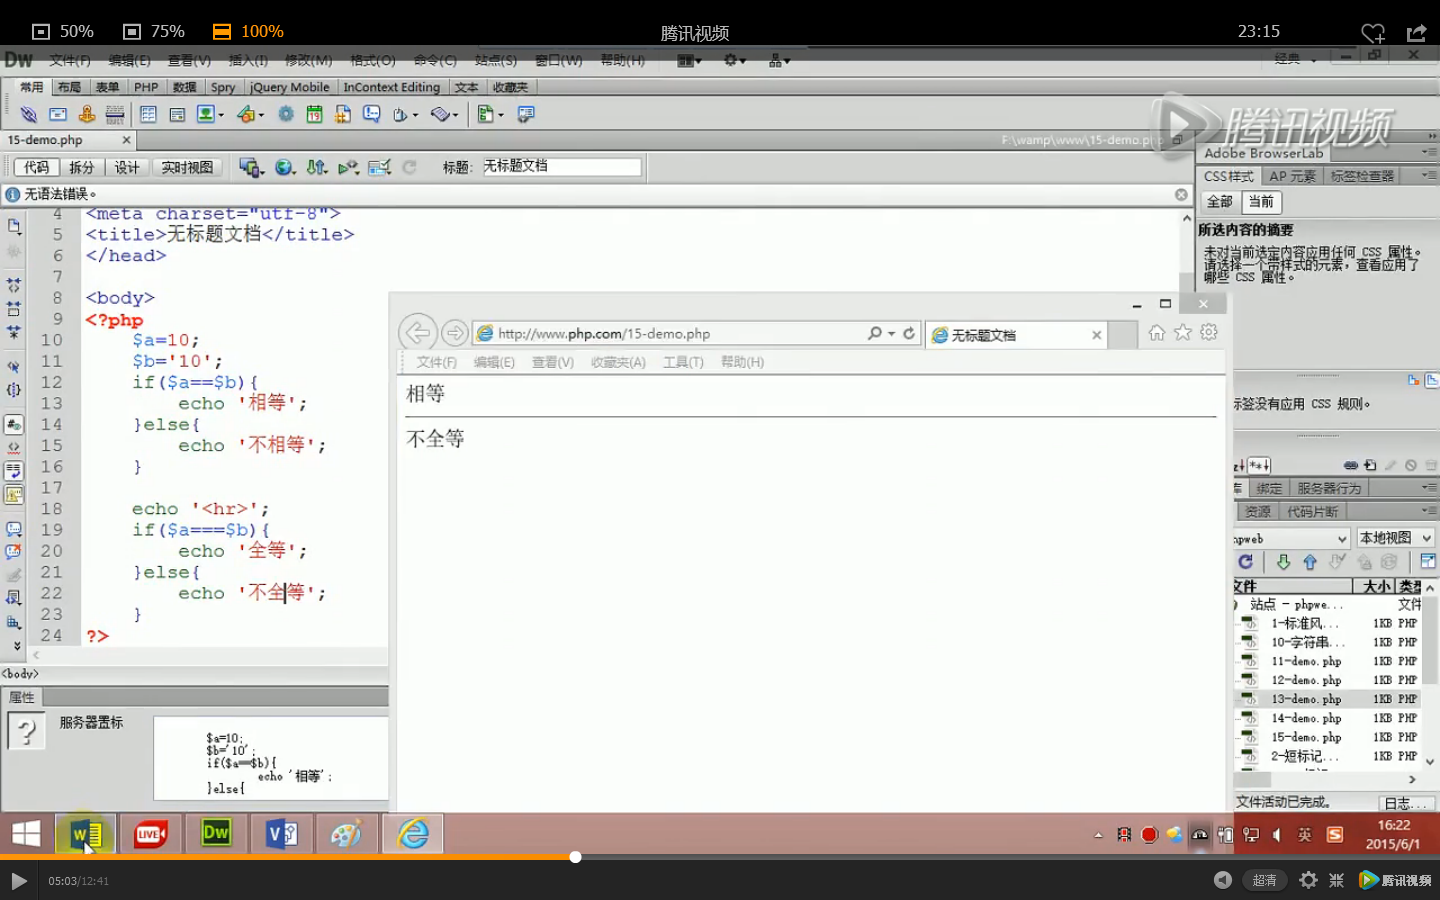 50% 75% 100% 腾讯视频 23:15
Dw 文件(F) 编辑(E) 查看(V) 插入(I) 修改(M) 格式(O) 命令(C) 站点(S) 窗口(W) 帮助(H) 经典
常用 布局 表单 PHP 数据 Spry jQuery Mobile InContext Editing 文本 收藏夹
腾讯视频
15-demo.php F:\wamp\www\15-demo.php
Adobe BrowserLab
代码 拆分 设计 实时视图 标题: 无标题文档
CSS样式 AP 元素 标签检查器
无语法错误。
全部 当前
所选内容的摘要
未对当前选定内容应用任何 CSS 属性。
请选择一个带样式的元素，查看应用了
哪些 CSS 属性。
4 <meta charset="utf-8">
5 <title>无标题文档</title>
6 </head>
7
8 <body>
9 <?php
10 $a=10;
11 $b='10';
12 if($a==$b){
13 echo '相等';
14 }else{
15 echo '不相等';
16 }
17
18 echo '<hr>';
19 if($a===$b){
20 echo '全等';
21 }else{
22 echo '不全等';
23 }
24 ?>
http://www.php.com/15-demo.php 无标题文档
文件(F) 编辑(E) 查看(V) 收藏夹(A) 工具(T) 帮助(H)
相等
不全等
标签没有应用 CSS 规则。
库 绑定 服务器行为
资源 代码片断
hpweb 本地视图
文件 大小 类型
站点 - phpwe... 文件
1-标准风... 1KB PHP
10-字符串... 1KB PHP
11-demo.php 1KB PHP
12-demo.php 1KB PHP
13-demo.php 1KB PHP
14-demo.php 1KB PHP
15-demo.php 1KB PHP
2-短标记... 1KB PHP
文件活动已完成。 日志...
<body>
属性
服务器置标
$a=10;
$b='10';
if($a==$b){
echo '相等';
}else{
W LIVE Dw V 英 S
16:22
2015/6/1
05:03/12:41 超清 腾讯视频